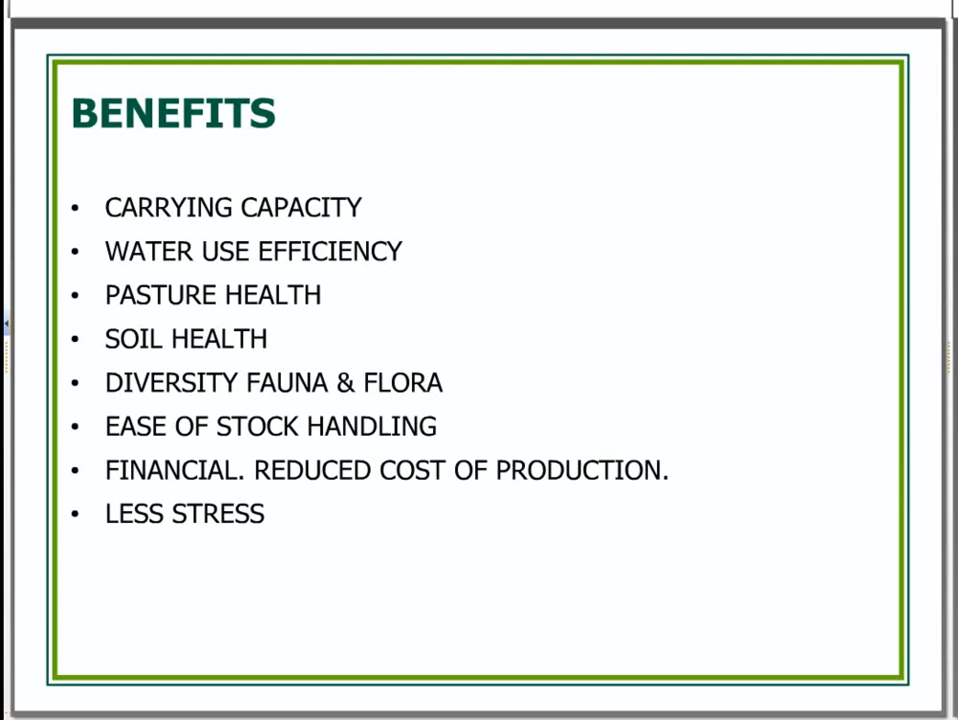 BENEFITS
• CARRYING CAPACITY
• WATER USE EFFICIENCY
• PASTURE HEALTH
• SOIL HEALTH
• DIVERSITY FAUNA & FLORA
• EASE OF STOCK HANDLING
• FINANCIAL. REDUCED COST OF PRODUCTION.
• LESS STRESS